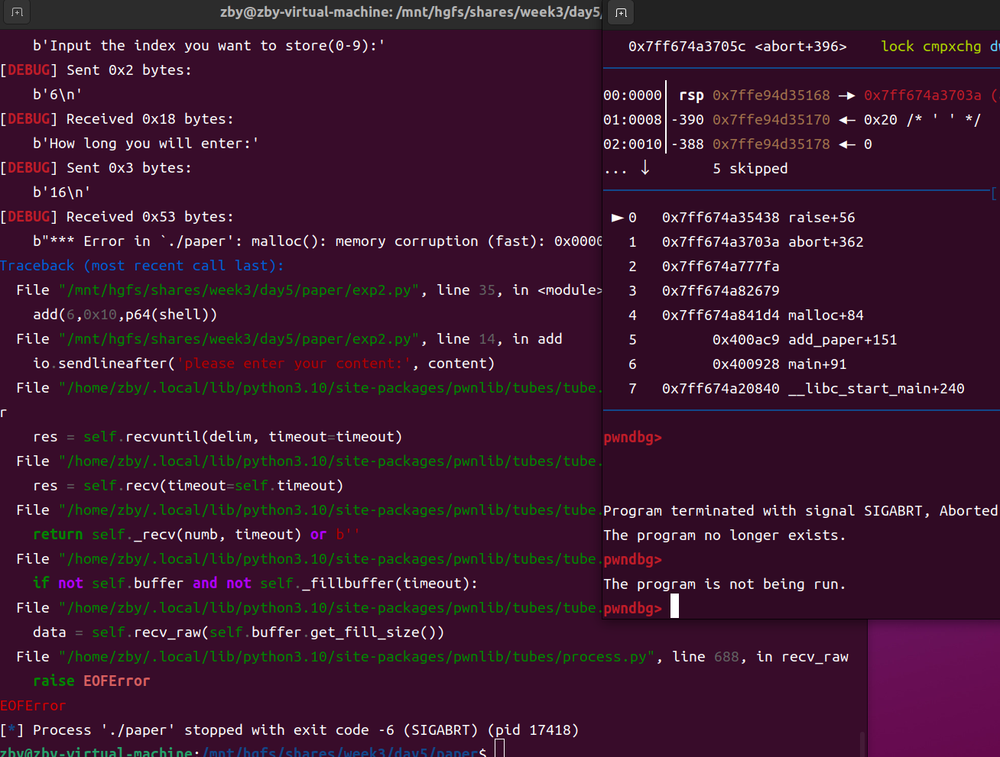 zby@zby-virtual-machine: /mnt/hgfs/shares/week3/day5/
b'Input the index you want to store(0-9):'
[DEBUG] Sent 0x2 bytes:
b'6\n'
[DEBUG] Received 0x18 bytes:
b'How long you will enter:'
[DEBUG] Sent 0x3 bytes:
b'16\n'
[DEBUG] Received 0x53 bytes:
b"*** Error in `./paper': malloc(): memory corruption (fast): 0x0000
Traceback (most recent call last):
File "/mnt/hgfs/shares/week3/day5/paper/exp2.py", line 35, in <module>
add(6,0x10,p64(shell))
File "/mnt/hgfs/shares/week3/day5/paper/exp2.py", line 14, in add
io.sendlineafter('please enter your content:', content)
File "/home/zby/.local/lib/python3.10/site-packages/pwnlib/tubes/tube.
r
res = self.recvuntil(delim, timeout=timeout)
File "/home/zby/.local/lib/python3.10/site-packages/pwnlib/tubes/tube.
res = self.recv(timeout=self.timeout)
File "/home/zby/.local/lib/python3.10/site-packages/pwnlib/tubes/tube.
return self._recv(numb, timeout) or b''
File "/home/zby/.local/lib/python3.10/site-packages/pwnlib/tubes/tube.
if not self.buffer and not self._fillbuffer(timeout):
File "/home/zby/.local/lib/python3.10/site-packages/pwnlib/tubes/tube.
data = self.recv_raw(self.buffer.get_fill_size())
File "/home/zby/.local/lib/python3.10/site-packages/pwnlib/tubes/process.py", line 688, in recv_raw
raise EOFError
EOFError
[*] Process './paper' stopped with exit code -6 (SIGABRT) (pid 17418)
zby@zby-virtual-machine:/mnt/hgfs/shares/week3/day5/paper$
0x7ff674a3705c <abort+396>    lock cmpxchg dw
00:0000│ rsp 0x7ffe94d35168 —▸ 0x7ff674a3703a (
01:0008│-390 0x7ffe94d35170 ◂— 0x20 /* ' ' */
02:0010│-388 0x7ffe94d35178 ◂— 0
... ↓        5 skipped
[
► 0   0x7ff674a35438 raise+56
1   0x7ff674a3703a abort+362
2   0x7ff674a777fa
3   0x7ff674a82679
4   0x7ff674a841d4 malloc+84
5         0x400ac9 add_paper+151
6         0x400928 main+91
7   0x7ff674a20840 __libc_start_main+240
pwndbg>
Program terminated with signal SIGABRT, Aborted
The program no longer exists.
pwndbg>
The program is not being run.
pwndbg>